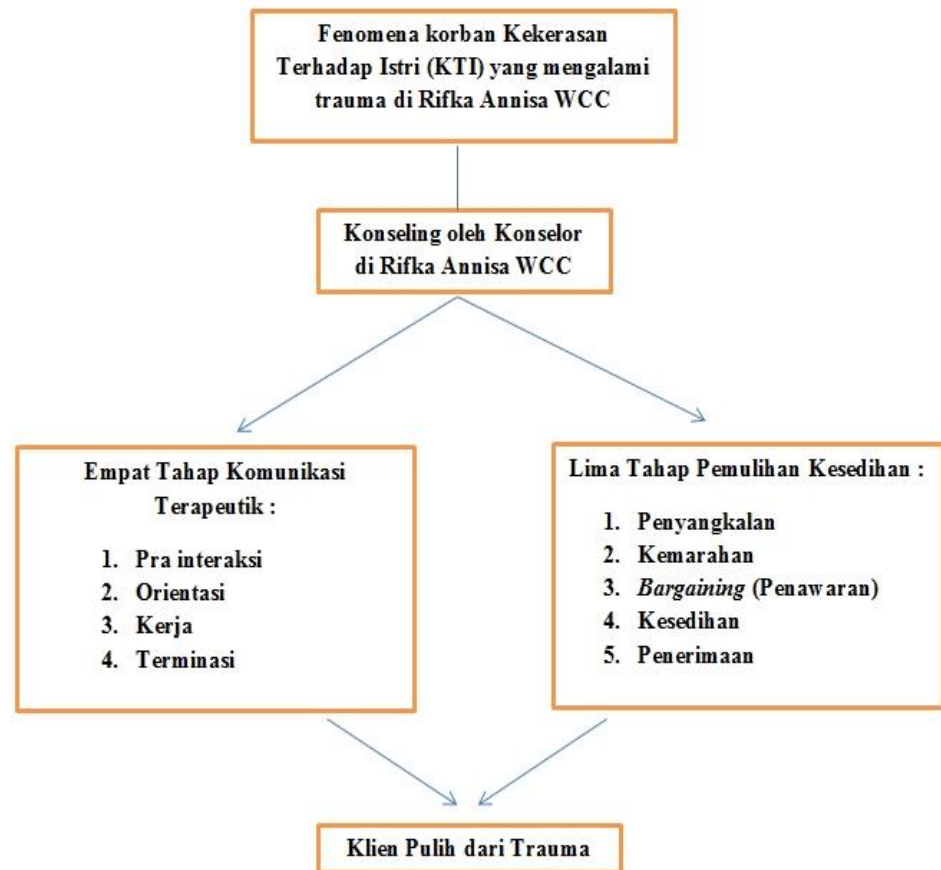 Fenomena korban Kekerasan
Terhadap Istri (KTI) yang mengalami
trauma di Rifka Annisa WCC
Konseling oleh Konselor
di Rifka Annisa WCC
Empat Tahap Komunikasi
Terapeutik :
1. Pra interaksi
2. Orientasi
3. Kerja
4. Terminasi
Lima Tahap Pemulihan Kesedihan :
1. Penyangkalan
2. Kemarahan
3. Bargaining (Penawaran)
4. Kesedihan
5. Penerimaan
Klien Pulih dari Trauma